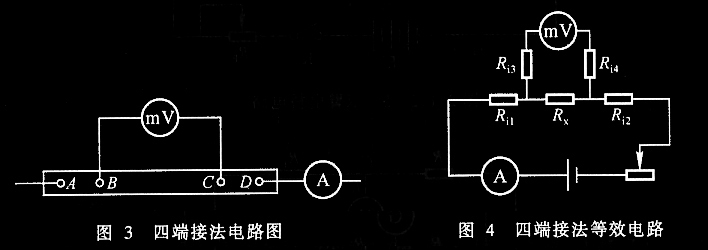 mV
A B C D A
图 3 四端接法电路图
mV
Ri3 Ri4
Ri1 Rx Ri2
A
图 4 四端接法等效电路